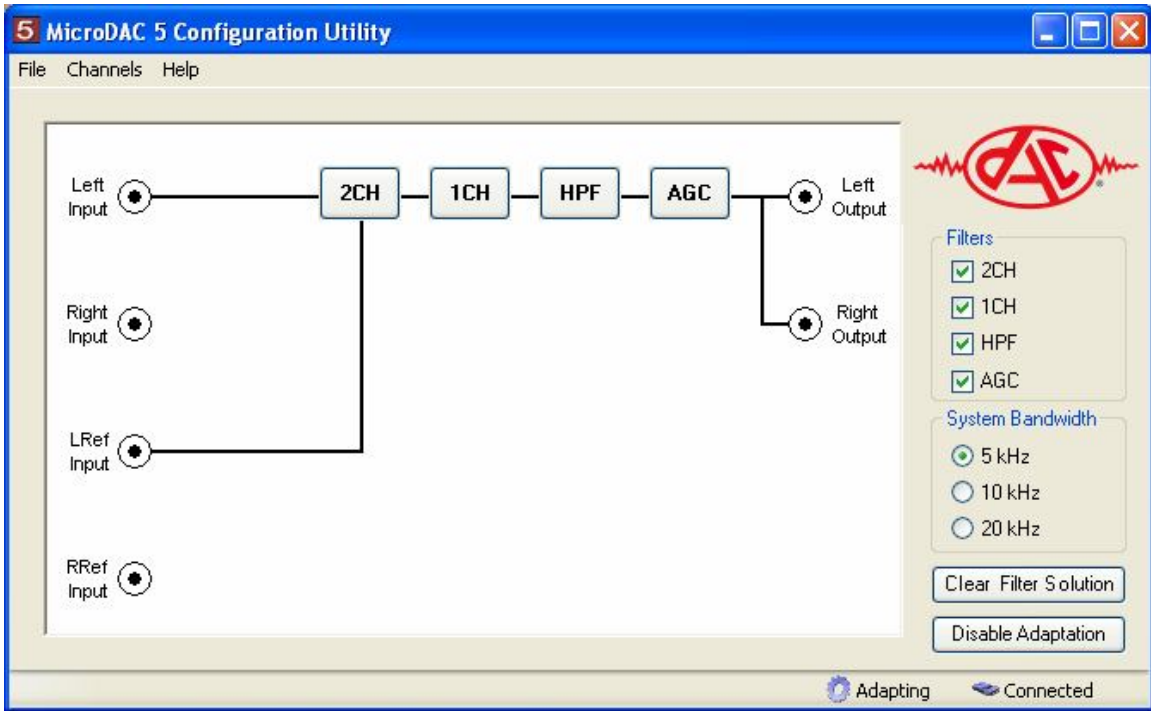 5 MicroDAC 5 Configuration Utility
File Channels Help
Left
Input
2CH
1CH
HPF
AGC
Left
Output
Right
Input
Right
Output
LRef
Input
RRef
Input
dac
Filters
2CH
1CH
HPF
AGC
System Bandwidth
5 kHz
10 kHz
20 kHz
Clear Filter Solution
Disable Adaptation
Adapting
Connected